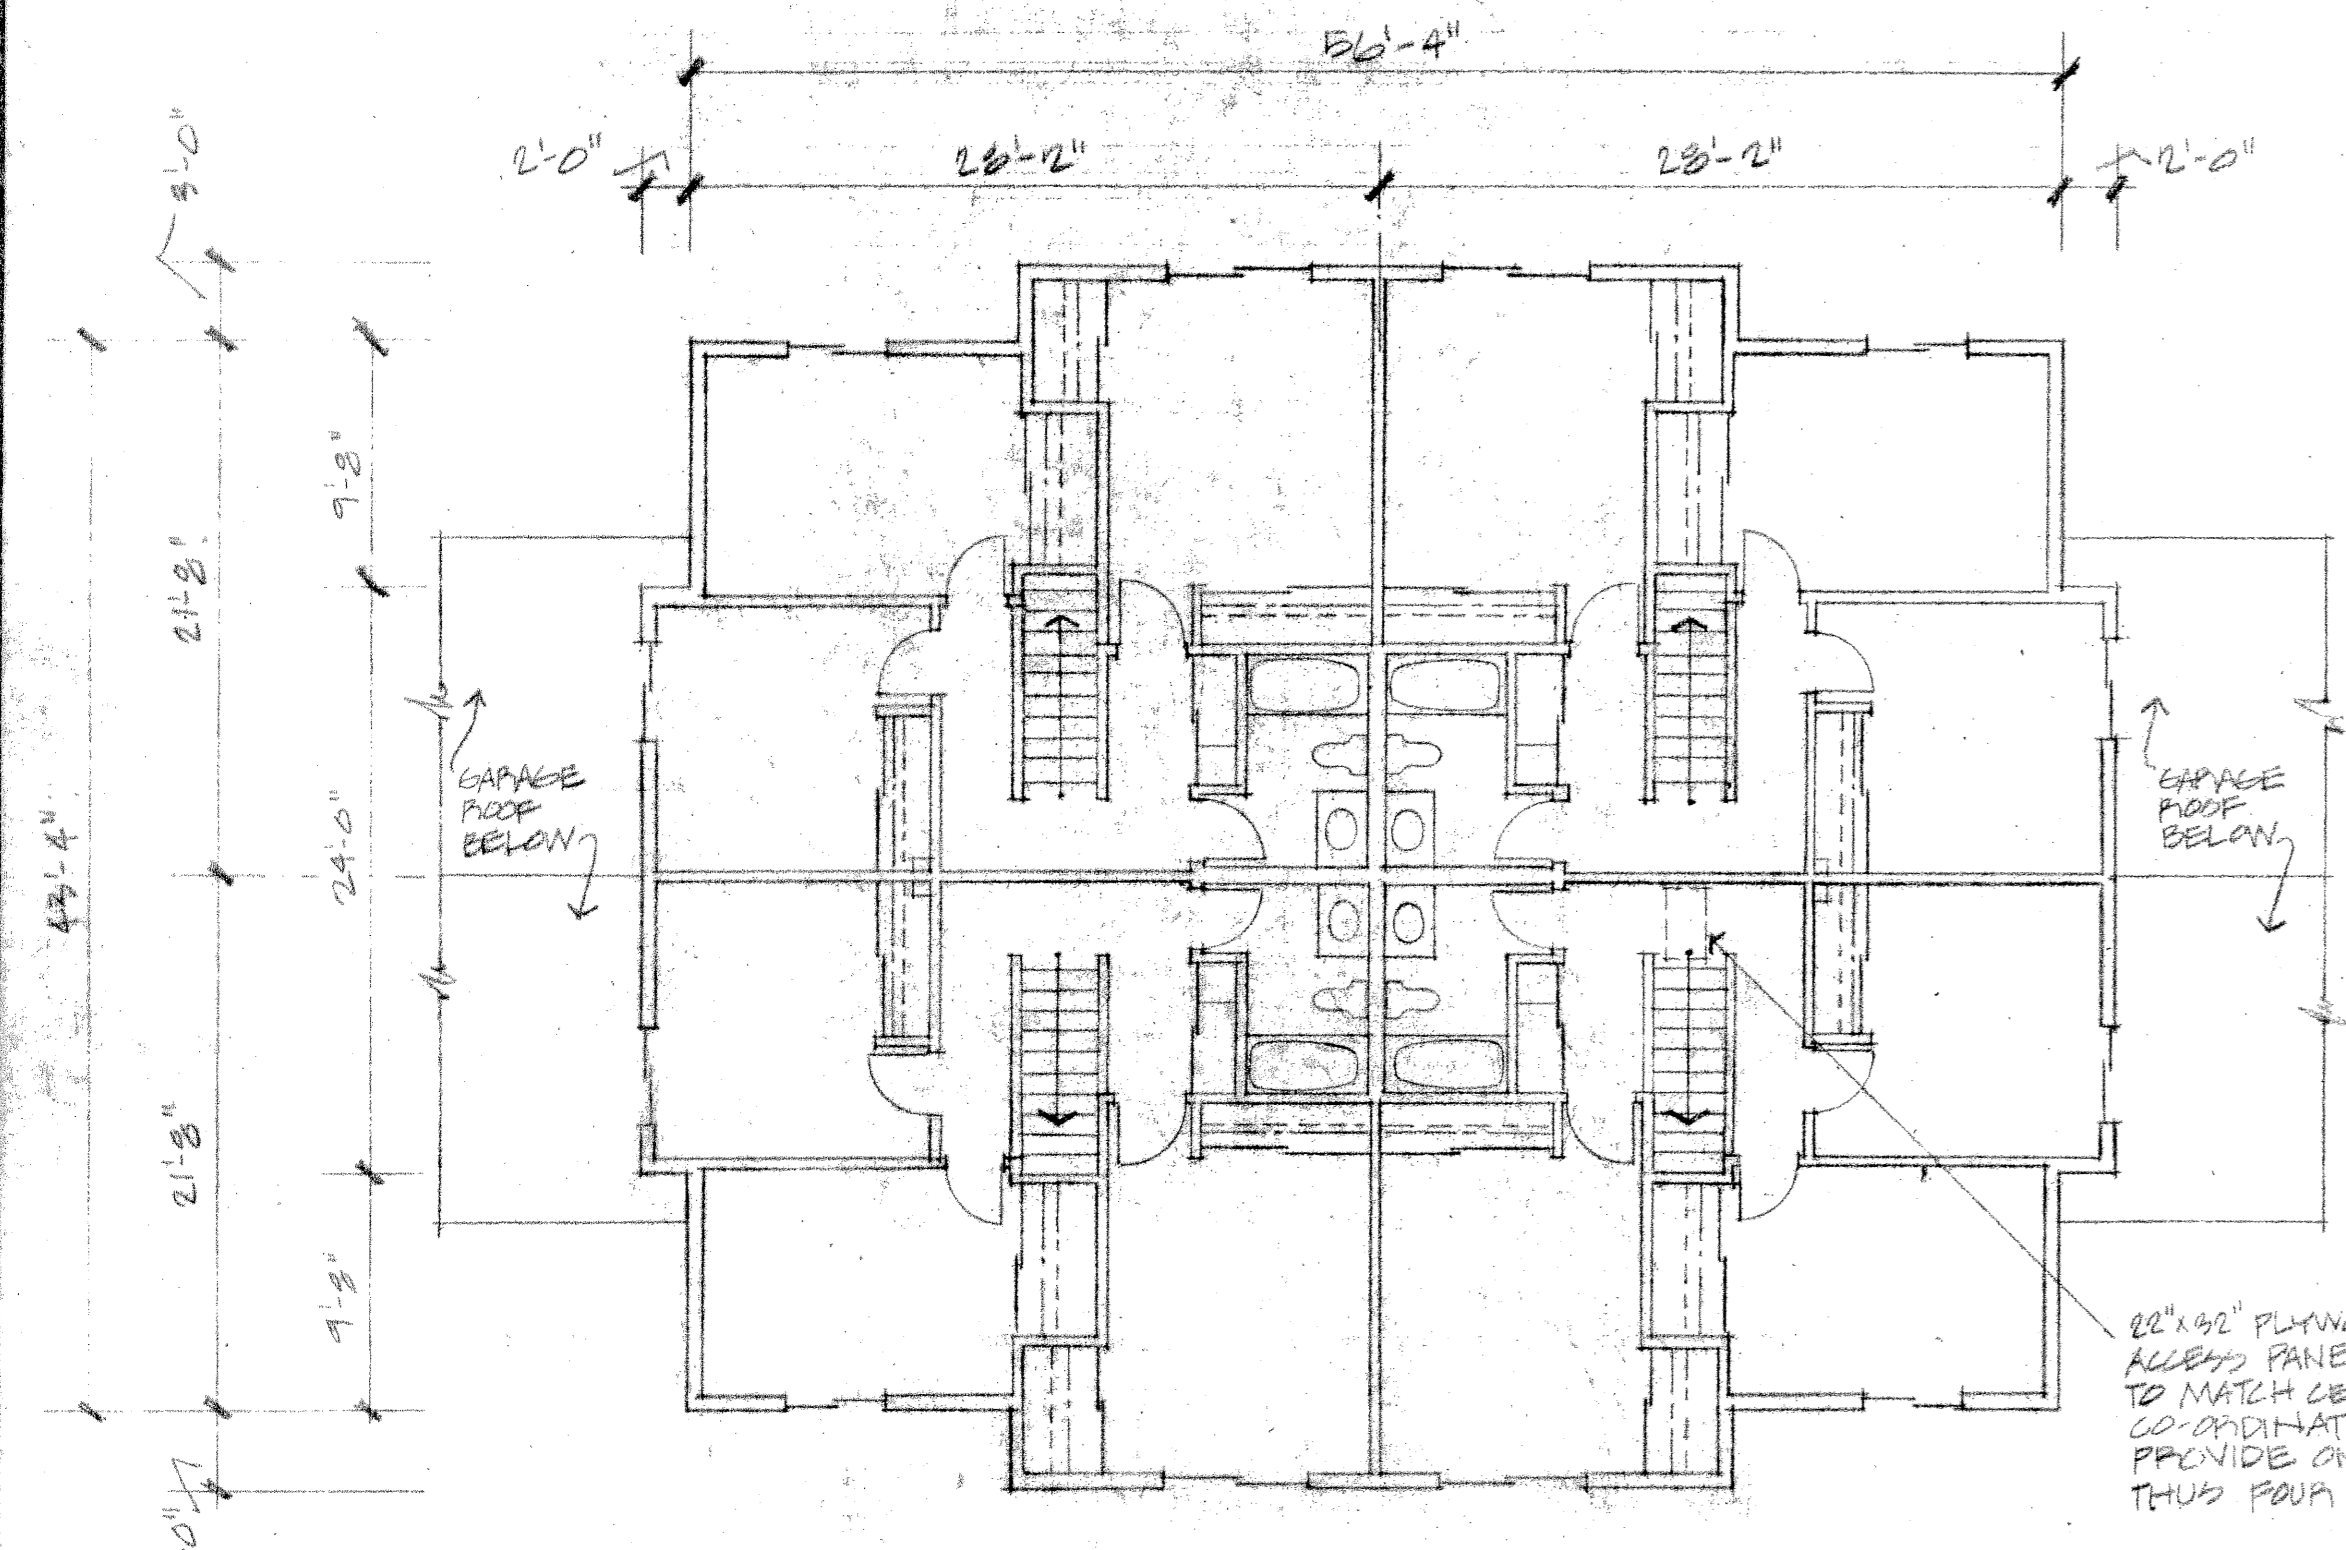 56'-4"
2'-0"
28'-2"
28'-2"
2'-0"
3'-0"
9'-8"
21'-8"
24'-0"
43'-4"
21'-8"
9'-8"
0"
GARAGE
ROOF
BELOW
GARAGE
ROOF
BELOW
22"x32" PLYW
ACCESS PANE
TO MATCH CE
CO-ORDINAT
PROVIDE ON
THUS FOUR